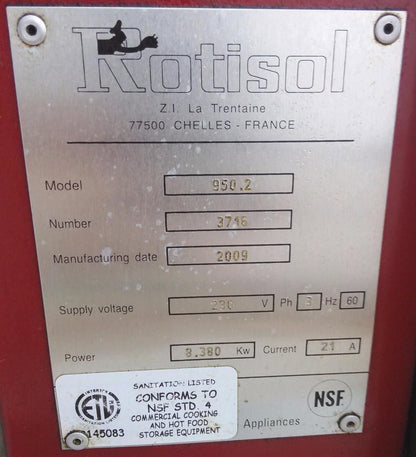 Rotisol
Z.I. La Trentaine
77500 CHELLES - FRANCE
Model 950.2
Number 3716
Manufacturing date 2009
Supply voltage V Ph 3 Hz 60
Power 8.380 Kw Current 21 A
SANITATION LISTED
CONFORMS TO
NSF STD. 4
COMMERCIAL COOKING
AND HOT FOOD
STORAGE EQUIPMENT
INTERTEK
ETL
145083
Appliances
NSF